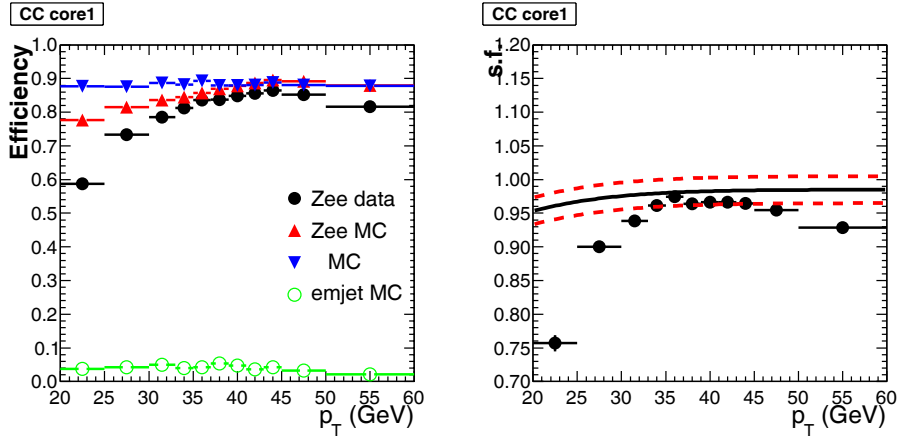 CC core1
Efficiency
1.0
0.9
0.8
0.7
0.6
0.5
0.4
0.3
0.2
0.1
0.0
Zee data
Zee MC
MC
emjet MC
20 25 30 35 40 45 50 55 60
p_T (GeV)
CC core1
s.f.
1.20
1.15
1.10
1.05
1.00
0.95
0.90
0.85
0.80
0.75
0.70
20 25 30 35 40 45 50 55 60
p_T (GeV)